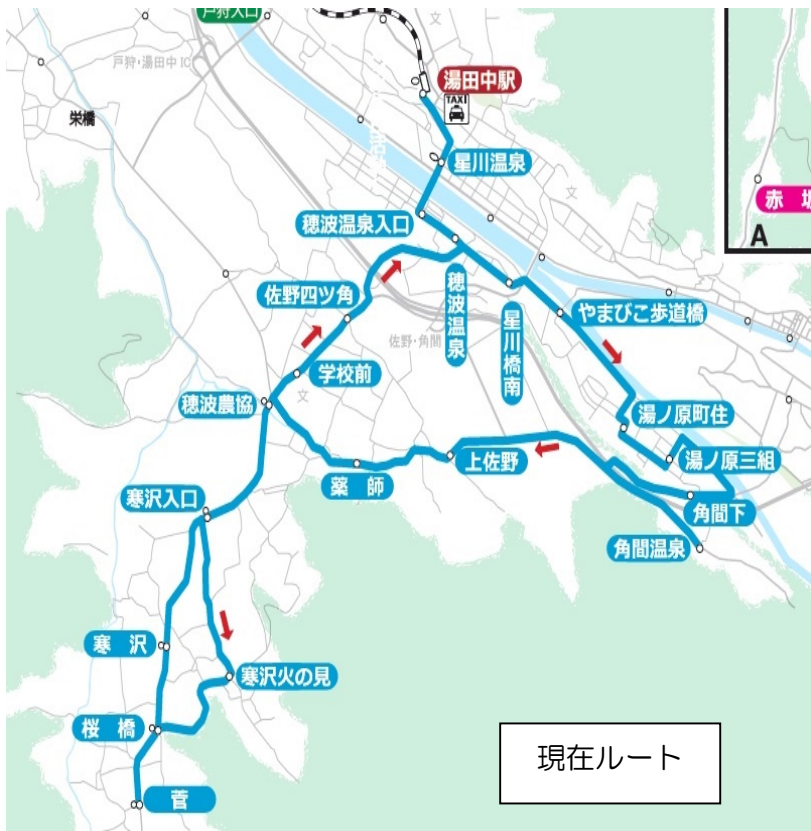 戸狩入口
戸狩・湯田中IC
文
湯田中駅
TAXI
栄橋
星川温泉
文
穂波温泉入口
赤坂
A
佐野四ツ角
穂波温泉
星川橋南
やまびこ歩道橋
佐野・角間
学校前
文
穂波農協
湯ノ原町住
上佐野
湯ノ原三組
薬師
角間下
寒沢入口
角間温泉
寒沢
寒沢火の見
桜橋
現在ルート
菅